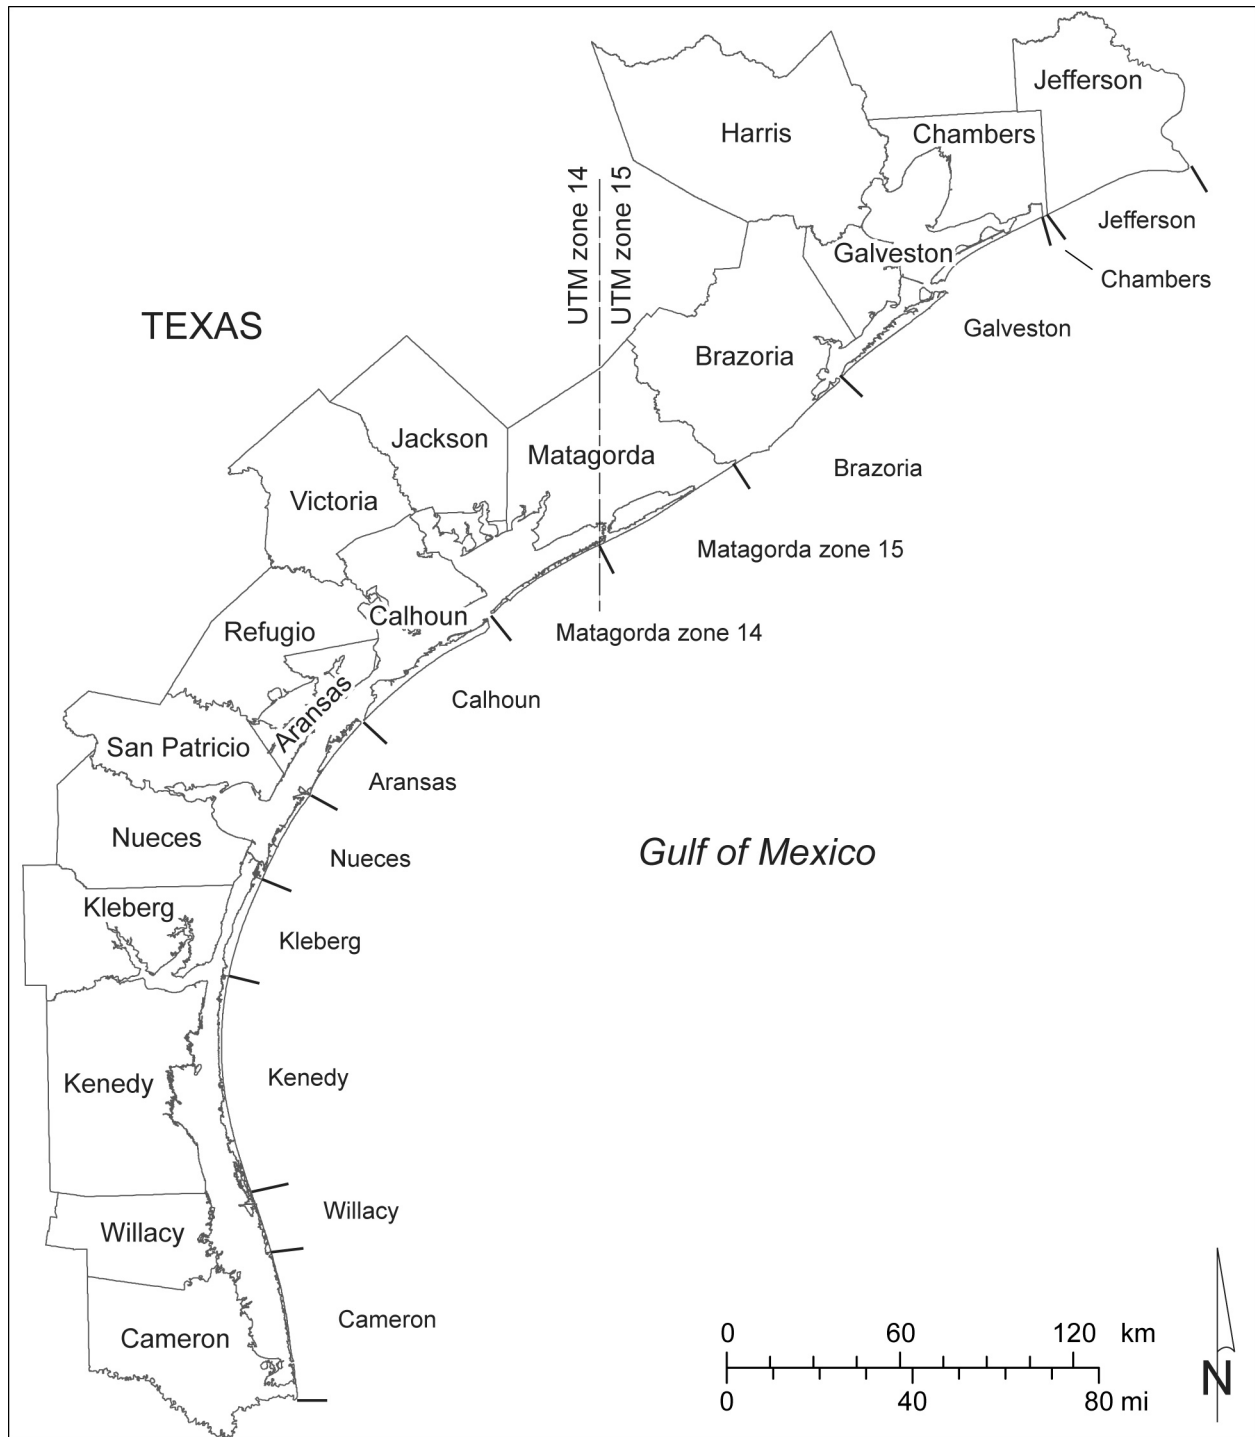 Jefferson
Harris
Chambers
UTM zone 14
UTM zone 15
Jefferson
Galveston
Chambers
TEXAS
Galveston
Brazoria
Jackson
Matagorda
Brazoria
Victoria
Matagorda zone 15
Calhoun
Refugio
Matagorda zone 14
Aransas
Calhoun
San Patricio
Aransas
Nueces
Gulf of Mexico
Nueces
Kleberg
Kleberg
Kenedy
Kenedy
Willacy
Willacy
Cameron
Cameron
0 60 120 km
0 40 80 mi
N